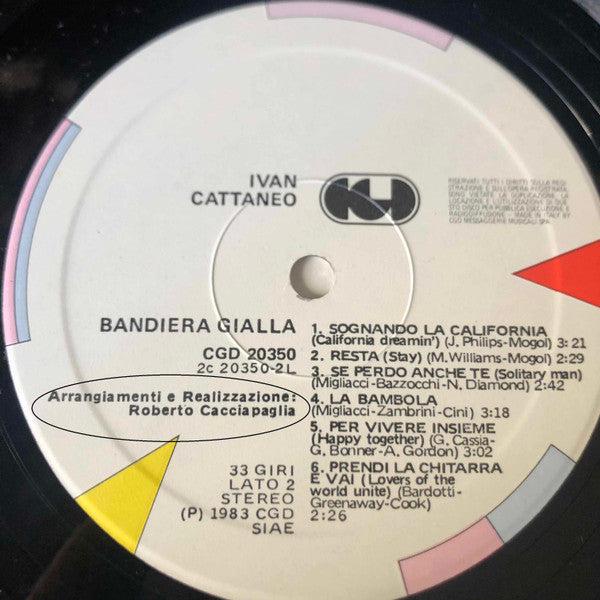 IVAN
CATTANEO
RISERVATI TUTTI I DIRITTI SULLA REGI
STRAZIONE E SULL'OPERA REGISTRATA.
SONO VIETATE LA DUPLICAZIONE, LA
LOCAZIONE E L'UTILIZZAZIONE DI QUE
STO DISCO PER PUBBLICA ESECUZIONE E
RADIODIFFUSIONE - MADE IN ITALY BY
CGD MESSAGGERIE MUSICALI SPA
BANDIERA GIALLA
CGD 20350
2c 20350-2L
Arrangiamenti e Realizzazione:
Roberto Cacciapaglia
33 GIRI
LATO 2
STEREO
(P) 1983 CGD
SIAE
1. SOGNANDO LA CALIFORNIA
(California dreamin') (J. Philips-Mogol) 3:21
2. RESTA (Stay) (M.Williams-Mogol) 2:29
3. SE PERDO ANCHE TE (Solitary man)
(Migliacci-Bazzocchi-N. Diamond) 2:42
4. LA BAMBOLA
(Migliacci-Zambrini-Cini) 3:18
5. PER VIVERE INSIEME
(Happy together) (G. Cassia-
G. Bonner-A. Gordon) 3:02
6. PRENDI LA CHITARRA
E VAI (Lovers of the
world unite) (Bardotti-
Greenaway-Cook)
2:26